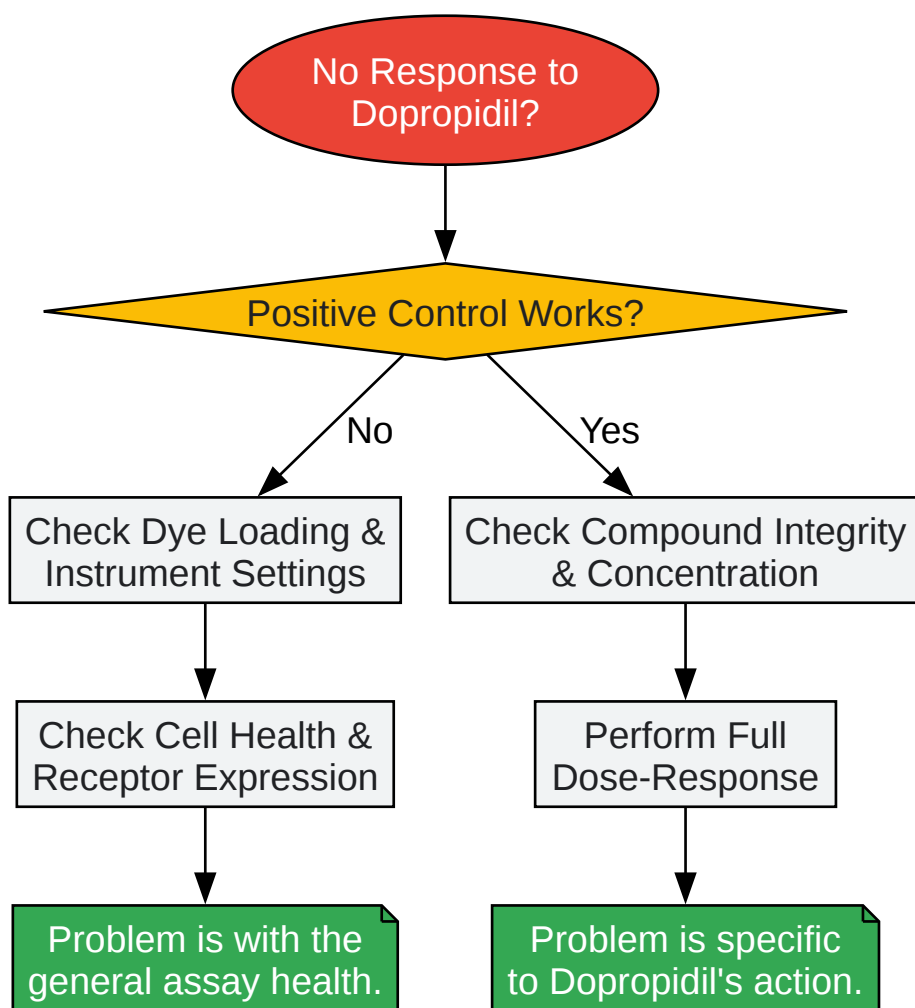 No Response to
Dopropidil?
Positive Control Works?
No
Yes
Check Dye Loading &
Instrument Settings
Check Compound Integrity
& Concentration
Check Cell Health &
Receptor Expression
Perform Full
Dose-Response
Problem is with the
general assay health.
Problem is specific
to Dopropidil's action.